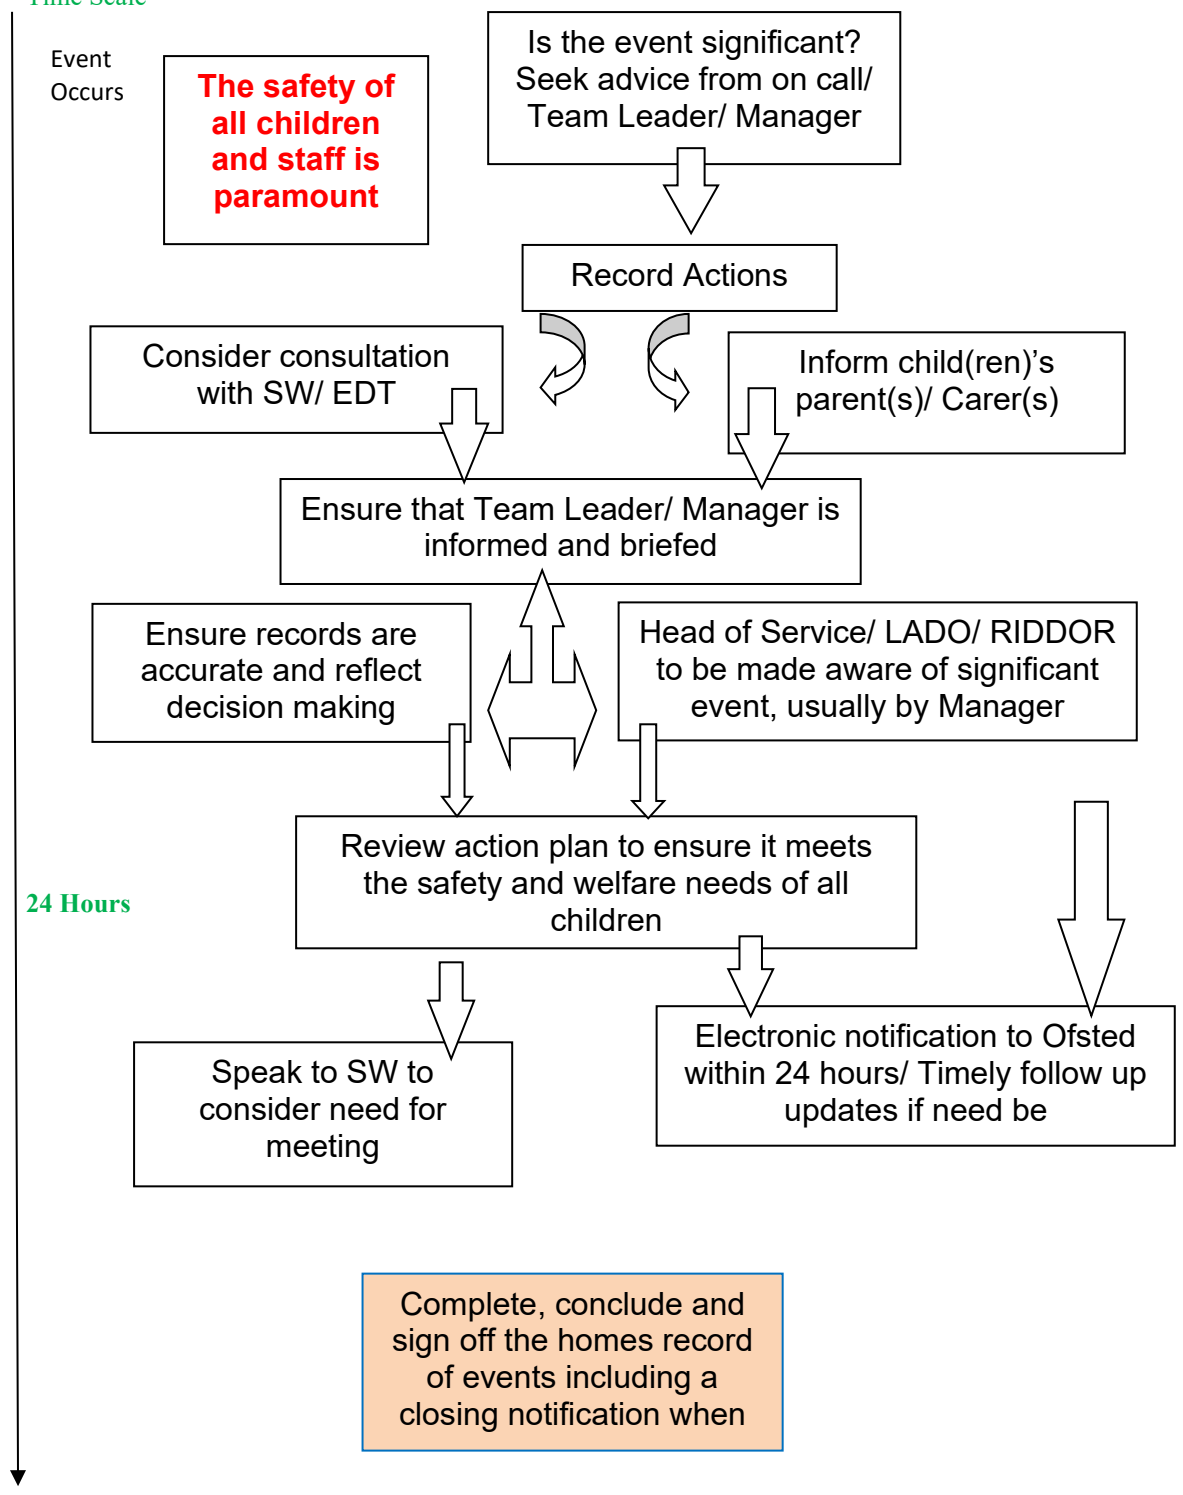 Time Scale
Event
Occurs
The safety of
all children
and staff is
paramount
Is the event significant?
Seek advice from on call/
Team Leader/ Manager
Record Actions
Consider consultation
with SW/ EDT
Inform child(ren)’s
parent(s)/ Carer(s)
Ensure that Team Leader/ Manager is
informed and briefed
Ensure records are
accurate and reflect
decision making
Head of Service/ LADO/ RIDDOR
to be made aware of significant
event, usually by Manager
Review action plan to ensure it meets
the safety and welfare needs of all
children
24 Hours
Speak to SW to
consider need for
meeting
Electronic notification to Ofsted
within 24 hours/ Timely follow up
updates if need be
Complete, conclude and
sign off the homes record
of events including a
closing notification when